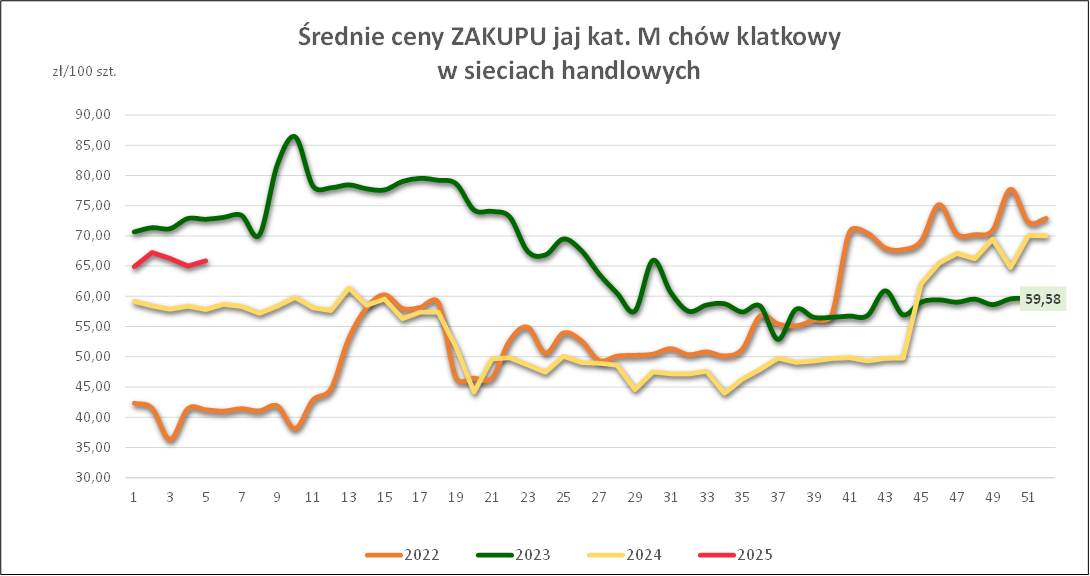 Średnie ceny ZAKUPU jaj kat. M chów klatkowy
w sieciach handlowych
zł/100 szt.
90,00
85,00
80,00
75,00
70,00
65,00
60,00
55,00
50,00
45,00
40,00
35,00
30,00
59,58
1 3 5 7 9 11 13 15 17 19 21 23 25 27 29 31 33 35 37 39 41 43 45 47 49 51
2022 2023 2024 2025